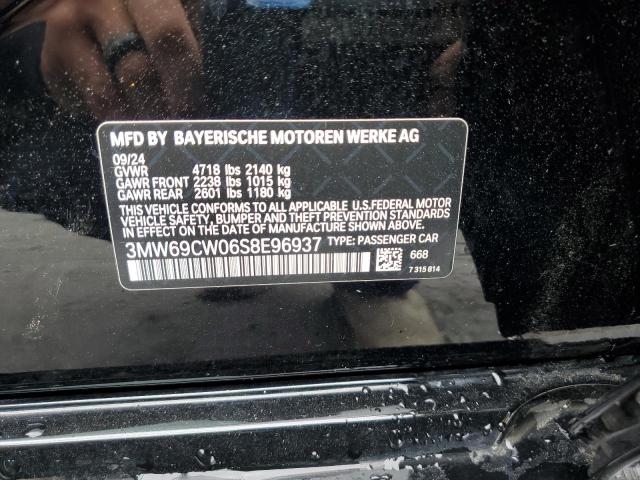 MFD BY BAYERISCHE MOTOREN WERKE AG
09/24
GVWR 4718 lbs 2140 kg
GAWR FRONT 2238 lbs 1015 kg
GAWR REAR 2601 lbs 1180 kg
THIS VEHICLE CONFORMS TO ALL APPLICABLE U.S.FEDERAL MOTOR
VEHICLE SAFETY, BUMPER AND THEFT PREVENTION STANDARDS
IN EFFECT ON THE DATE OF MANUFACTURE SHOWN ABOVE.
3MW69CW06S8E96937 TYPE: PASSENGER CAR
668
7 315 814